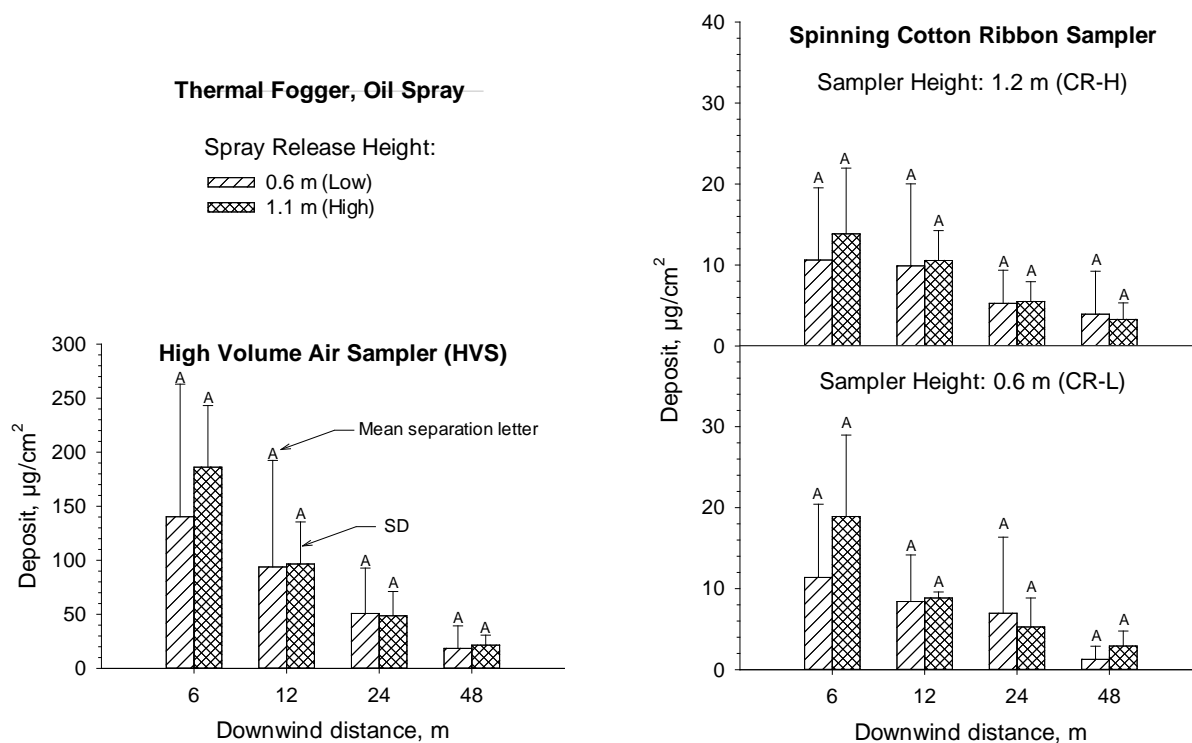 Thermal Fogger, Oil Spray
Spray Release Height:
0.6 m (Low)
1.1 m (High)
High Volume Air Sampler (HVS)
300
250
200
150
100
50
0
Deposit, µg/cm²
A
A
A
A
A
A
A
A
Mean separation letter
SD
6 12 24 48
Downwind distance, m
Spinning Cotton Ribbon Sampler
Sampler Height: 1.2 m (CR-H)
40
30
20
10
0
A
A
A
A
A
A
A
A
Deposit, µg/cm²
Sampler Height: 0.6 m (CR-L)
30
20
10
0
A
A
A
A
A
A
A
A
6 12 24 48
Downwind distance, m